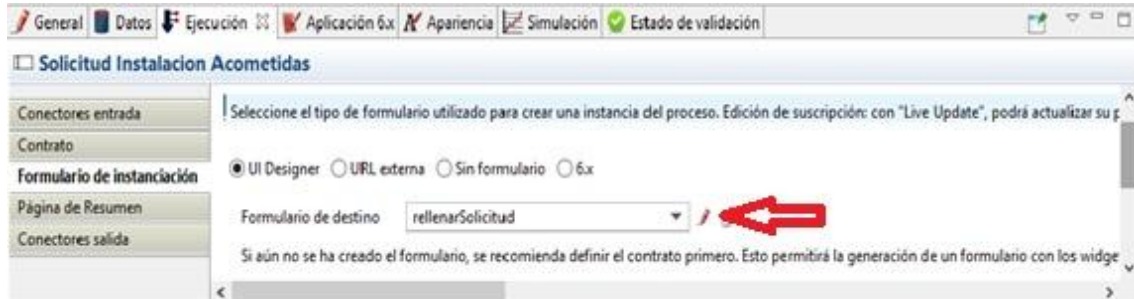 General Datos Ejecución Aplicación 6.x Apariencia Simulación Estado de validación
Solicitud Instalacion Acometidas
Conectores entrada
Contrato
Formulario de instanciación
Página de Resumen
Conectores salida
Seleccione el tipo de formulario utilizado para crear una instancia del proceso. Edición de suscripción: con "Live Update", podrá actualizar su p
UI Designer URL externa Sin formulario 6.x
Formulario de destino rellenarSolicitud
Si aún no se ha creado el formulario, se recomienda definir el contrato primero. Esto permitirá la generación de un formulario con los widge